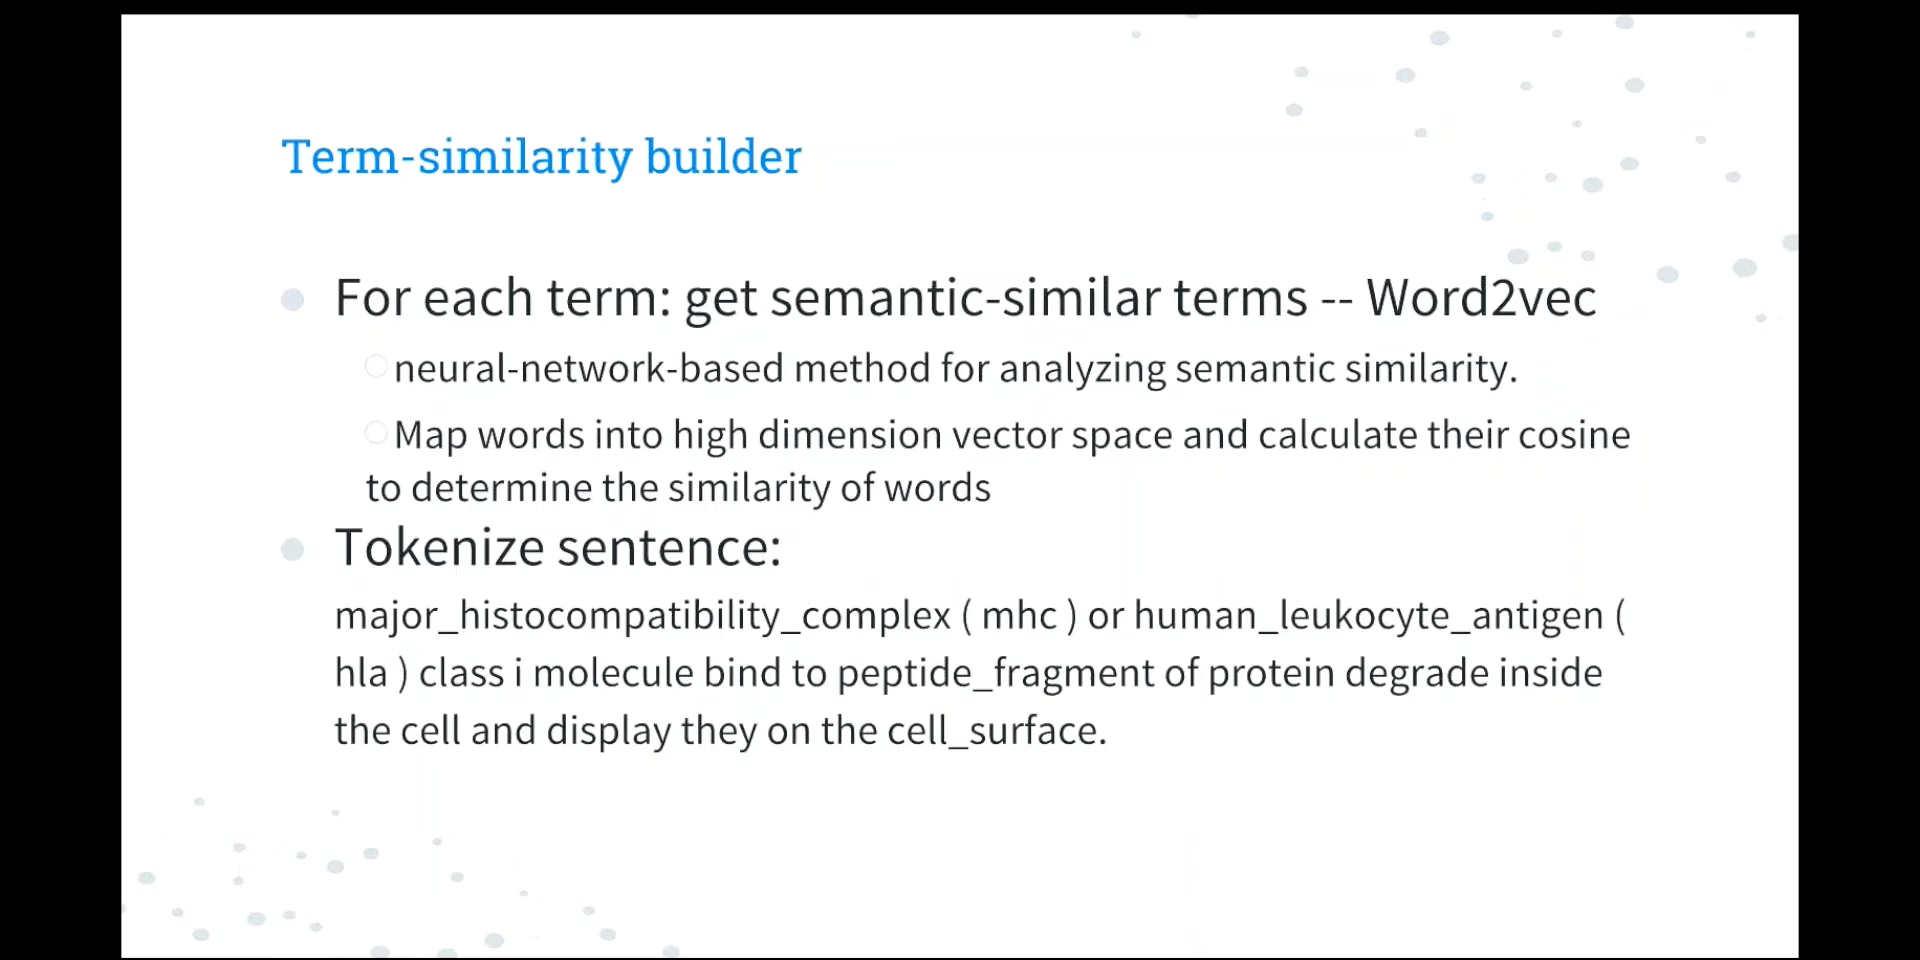 Term-similarity builder
For each term: get semantic-similar terms -- Word2vec
neural-network-based method for analyzing semantic similarity.
Map words into high dimension vector space and calculate their cosine
to determine the similarity of words
Tokenize sentence:
major_histocompatibility_complex ( mhc ) or human_leukocyte_antigen (
hla ) class i molecule bind to peptide_fragment of protein degrade inside
the cell and display they on the cell_surface.